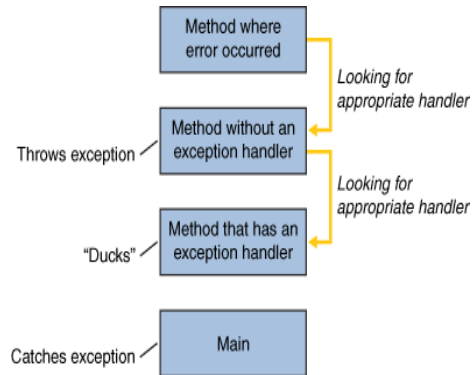 Method where
error occurred
Looking for
appropriate handler
Throws exception
Method without an
exception handler
Looking for
appropriate handler
“Ducks”
Method that has an
exception handler
Catches exception
Main